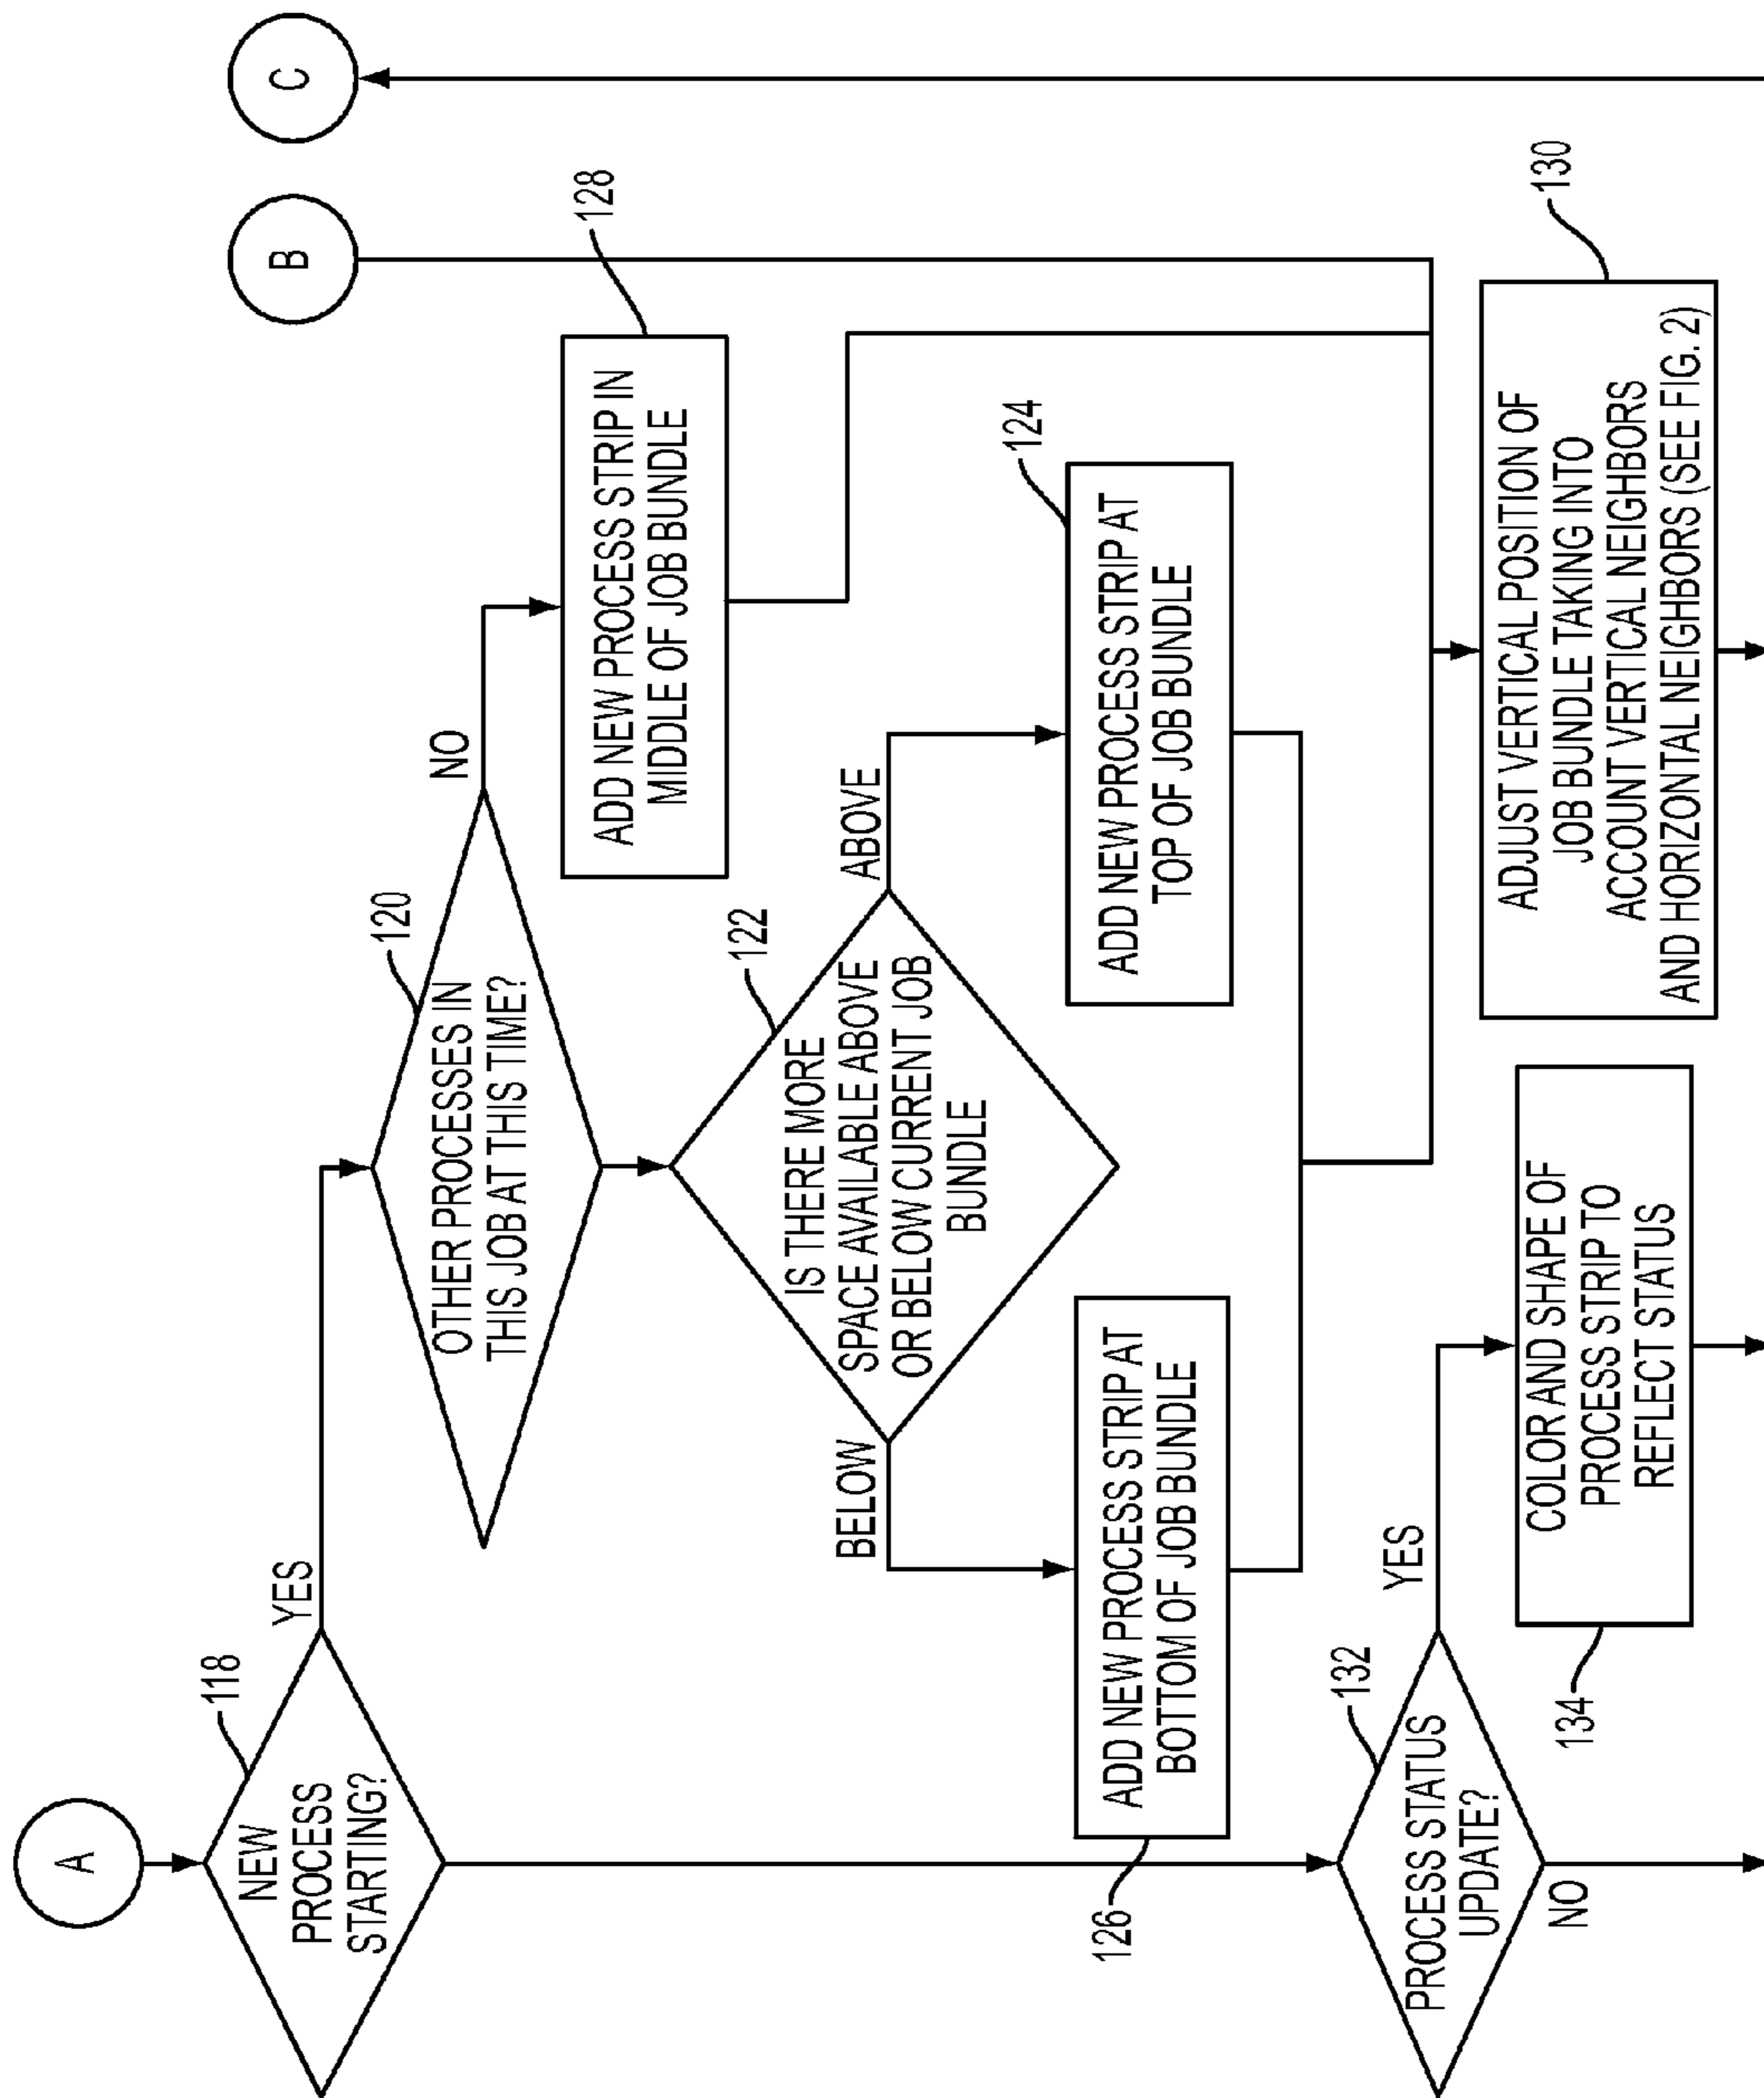 A
B
C
118
NEW
PROCESS
STARTING?
YES
120
OTHER PROCESSES IN
THIS JOB AT THIS TIME?
NO
128
ADD NEW PROCESS STRIP IN
MIDDLE OF JOB BUNDLE
122
IS THERE MORE
SPACE AVAILABLE ABOVE
OR BELOW CURRENT JOB
BUNDLE
BELOW
ABOVE
126
ADD NEW PROCESS STRIP AT
BOTTOM OF JOB BUNDLE
124
ADD NEW PROCESS STRIP AT
TOP OF JOB BUNDLE
132
PROCESS STATUS
UPDATE?
YES
NO
134
COLOR AND SHAPE OF
PROCESS STRIP TO
REFLECT STATUS
130
ADJUST VERTICAL POSITION OF
JOB BUNDLE TAKING INTO
ACCOUNT VERTICAL NEIGHBORS
AND HORIZONTAL NEIGHBORS (SEE FIG. 2)